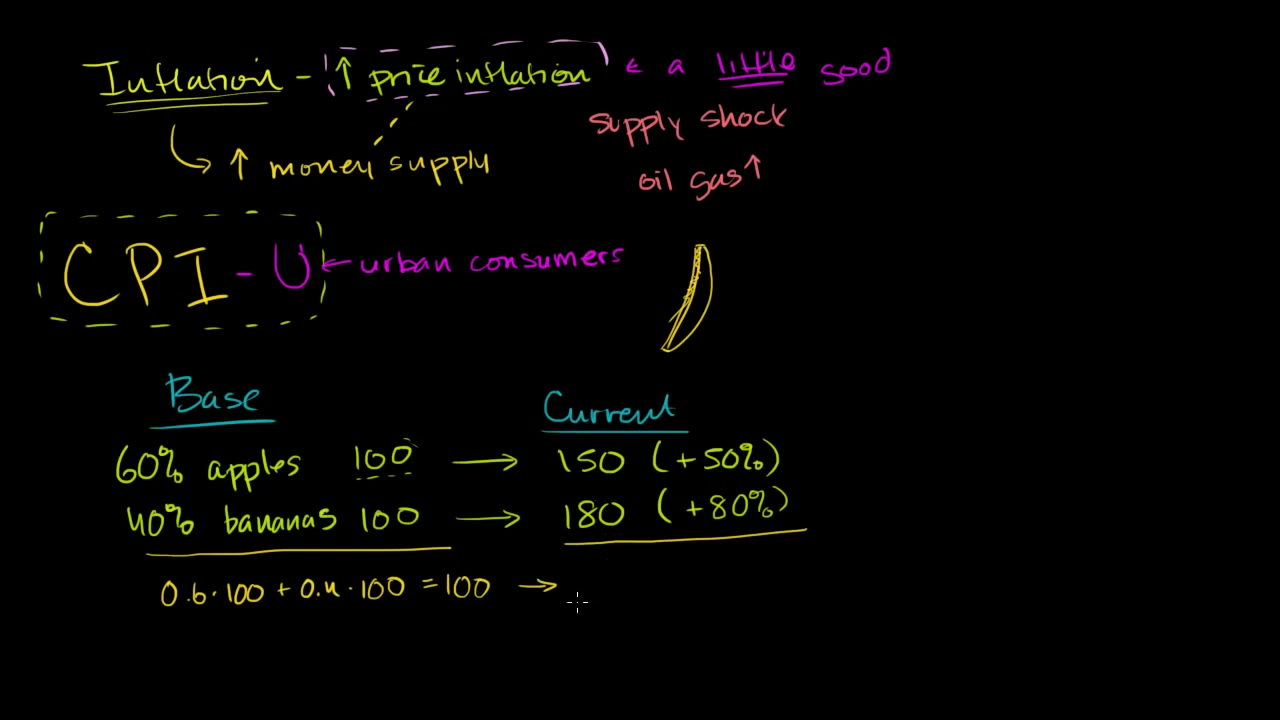 Inflation - ↑ price inflation ← a little good
supply shock
↑ money supply
oil gas ↑
CPI-U ← urban consumers
Base
Current
60% apples 100 → 150 (+50%)
40% bananas 100 → 180 (+80%)
0.6·100 + 0.4·100 = 100 →